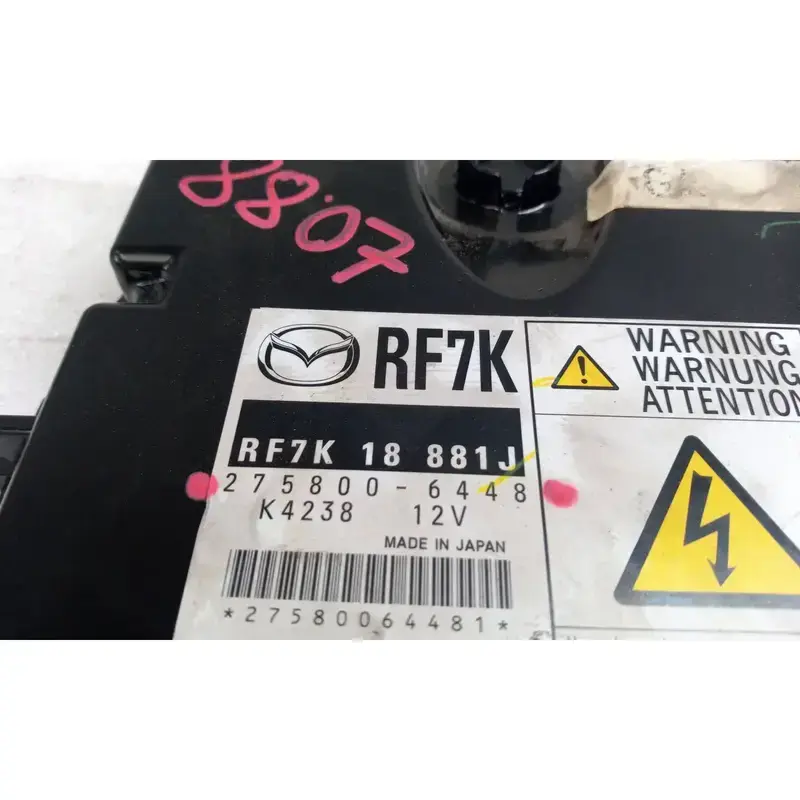 88.07
RF7K
RF7K 18 881J
275800-6448
K4238 12V
MADE IN JAPAN
*27580064481*
WARNING
WARNUNG
ATTENTION